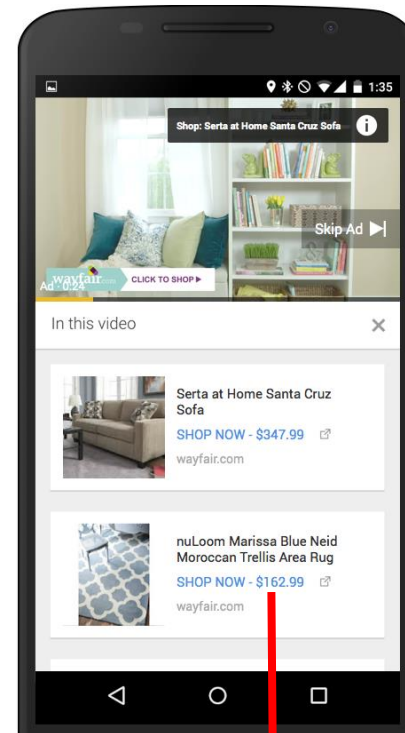 1:35
Shop: Serta at Home Santa Cruz Sofa
Skip Ad
wayfair.com
CLICK TO SHOP
Ad · 0:24
In this video
Serta at Home Santa Cruz
Sofa
SHOP NOW - $347.99
wayfair.com
nuLoom Marissa Blue Neid
Moroccan Trellis Area Rug
SHOP NOW - $162.99
wayfair.com